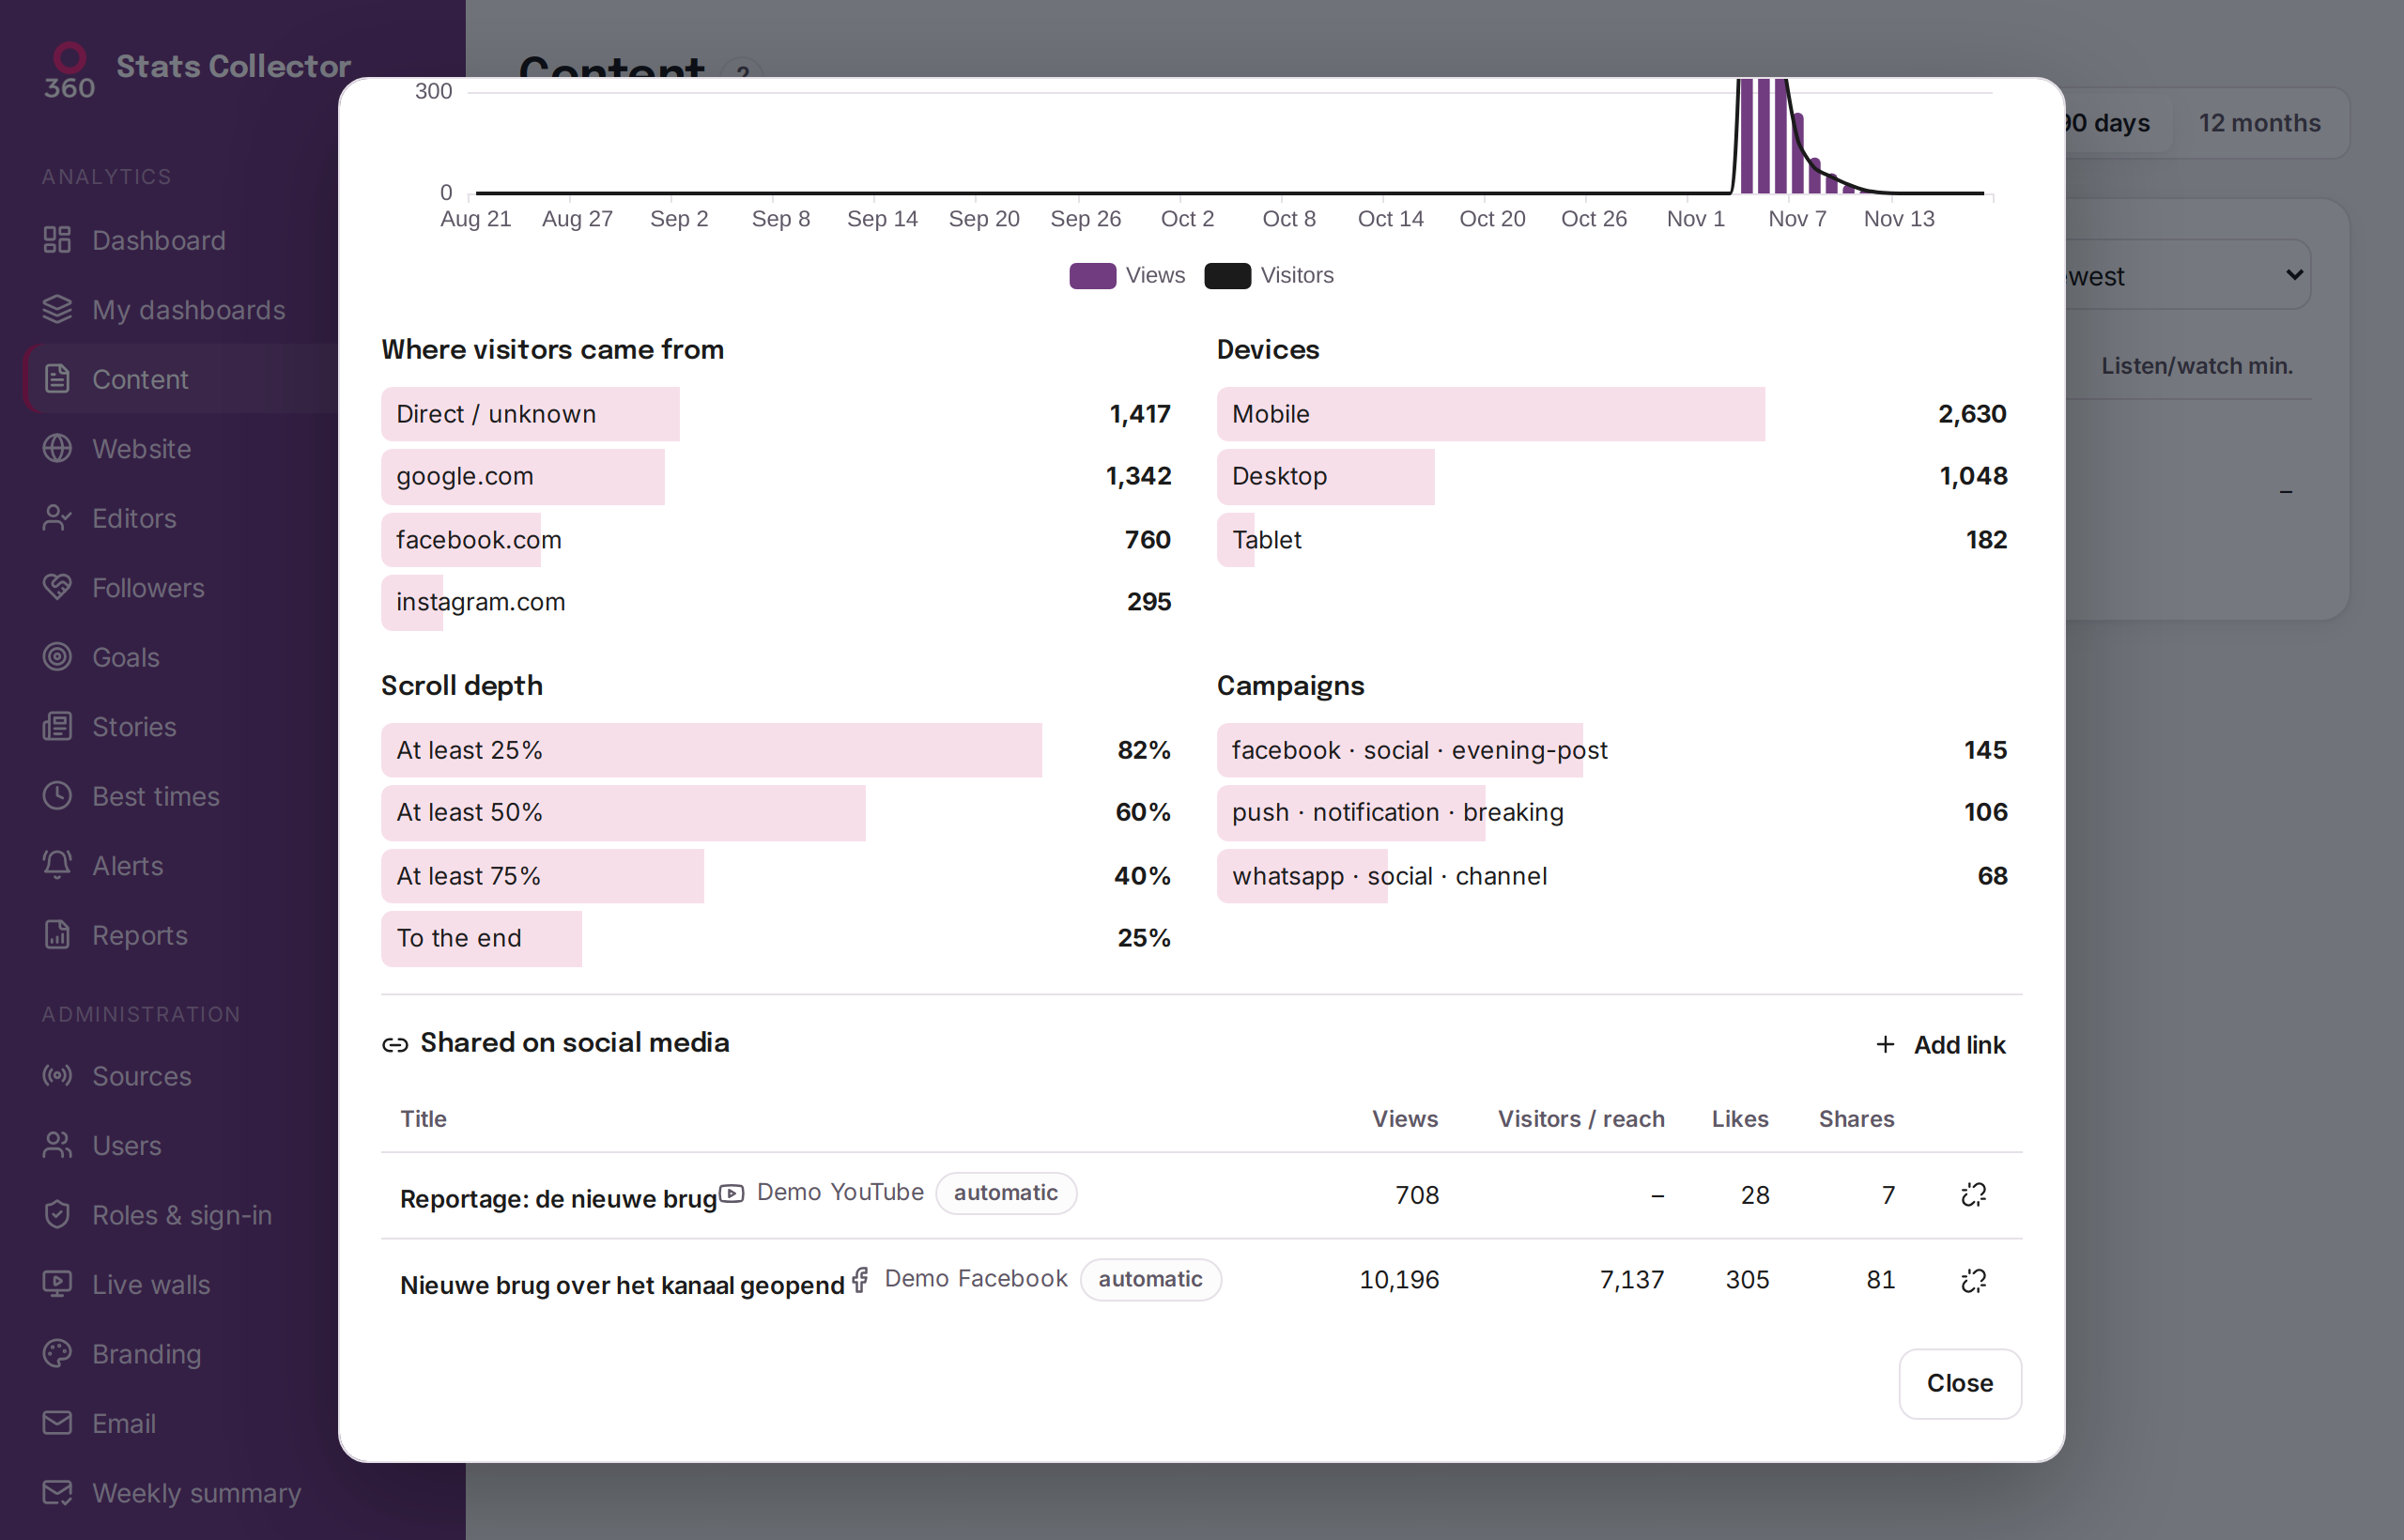 360
Stats Collector
ANALYTICS
Dashboard
My dashboards
Content
Website
Editors
Followers
Goals
Stories
Best times
Alerts
Reports
ADMINISTRATION
Sources
Users
Roles & sign-in
Live walls
Branding
Email
Weekly summary
Content 2
90 days 12 months
west
Listen/watch min.
–
300
0
Aug 21 Aug 27 Sep 2 Sep 8 Sep 14 Sep 20 Sep 26 Oct 2 Oct 8 Oct 14 Oct 20 Oct 26 Nov 1 Nov 7 Nov 13
Views Visitors
Where visitors came from
Direct / unknown 1,417
google.com 1,342
facebook.com 760
instagram.com 295
Devices
Mobile 2,630
Desktop 1,048
Tablet 182
Scroll depth
At least 25% 82%
At least 50% 60%
At least 75% 40%
To the end 25%
Campaigns
facebook · social · evening-post 145
push · notification · breaking 106
whatsapp · social · channel 68
Shared on social media
+ Add link
Title Views Visitors / reach Likes Shares
Reportage: de nieuwe brug Demo YouTube automatic 708 – 28 7
Nieuwe brug over het kanaal geopend Demo Facebook automatic 10,196 7,137 305 81
Close